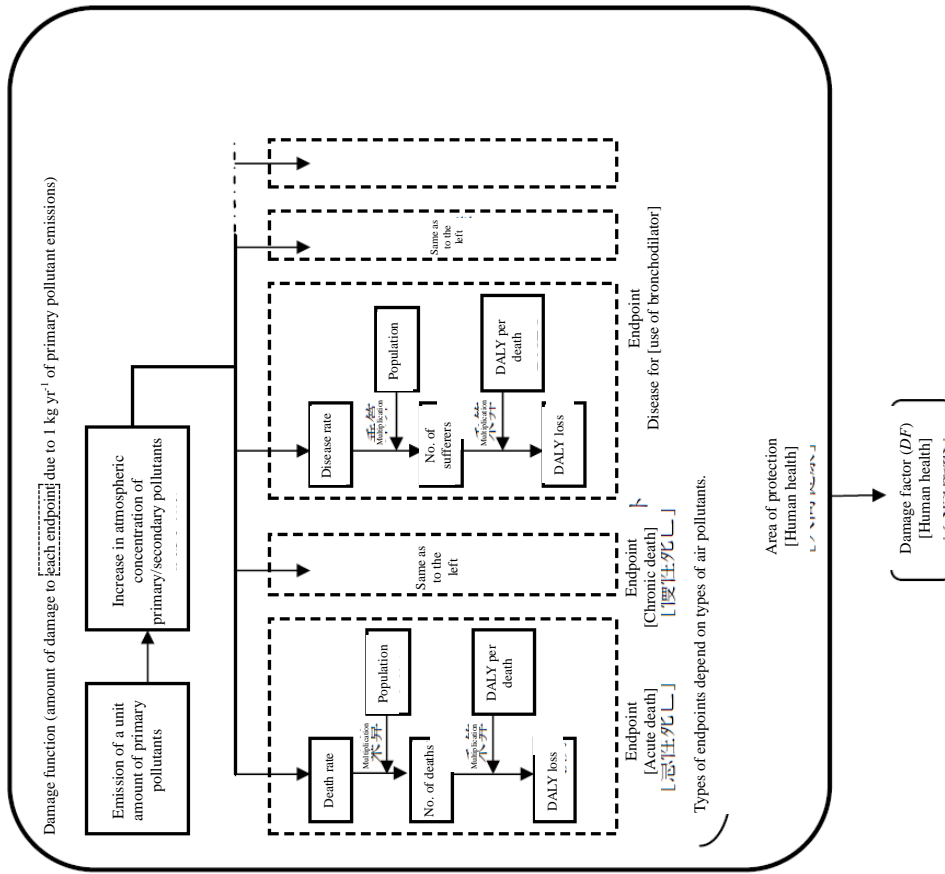 Damage function (amount of damage to each endpoint due to 1 kg yr-1 of primary pollutant emissions)
Emission of a unit
amount of primary
pollutants
Increase in atmospheric
concentration of
primary/secondary pollutants
Death rate
Multiplication
Population
No. of deaths
Multiplication
DALY per
death
DALY loss
Endpoint
[Acute death]
Same as
to the
left
Endpoint
[Chronic death]
[慢性死亡]
Disease rate
Multiplication
Population
No. of
sufferers
Multiplication
DALY per
death
DALY loss
Endpoint
Disease for [use of bronchodilator]
Same as
to the
left
Types of endpoints depend on types of air pollutants.
Area of protection
[Human health]
Damage factor (DF)
[Human health]